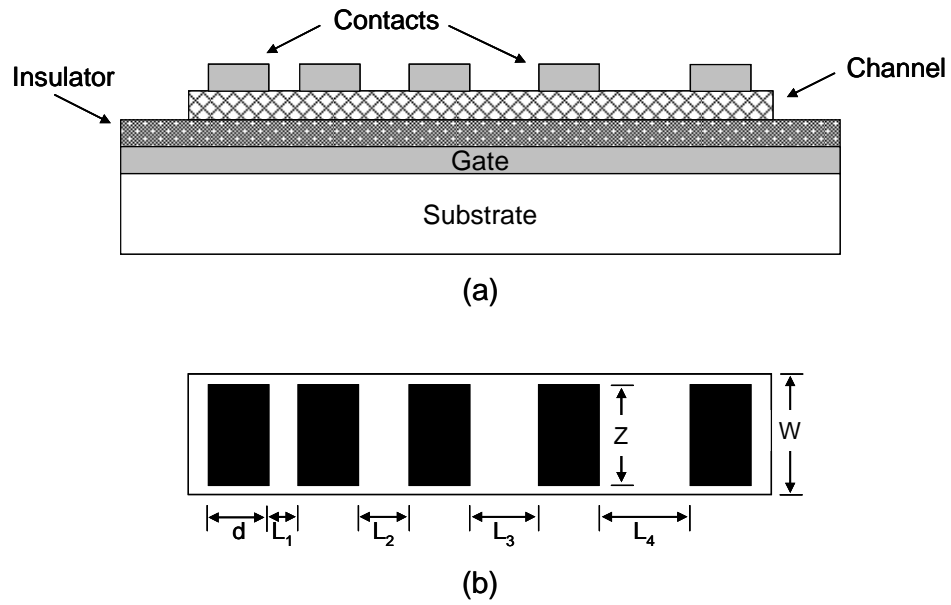 Contacts
Insulator
Channel
Gate
Substrate
(a)
Z
W
d
L₁
L₂
L₃
L₄
(b)